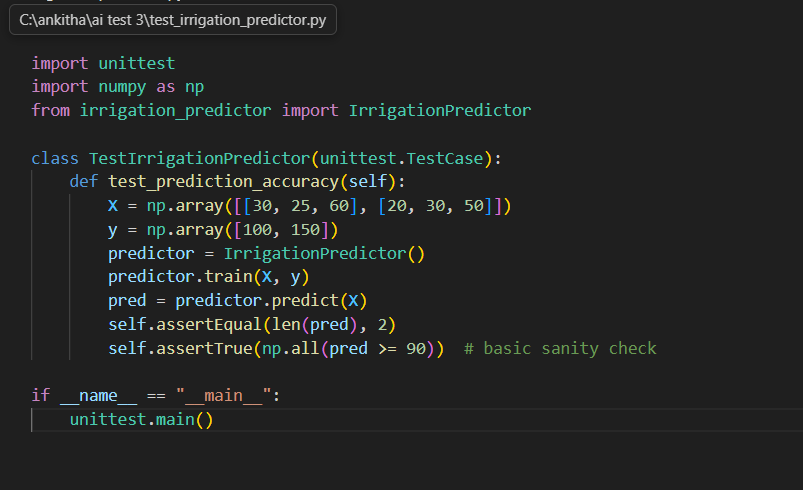 C:\ankitha\ai test 3\test_irrigation_predictor.py
import unittest
import numpy as np
from irrigation_predictor import IrrigationPredictor
class TestIrrigationPredictor(unittest.TestCase):
    def test_prediction_accuracy(self):
        X = np.array([[30, 25, 60], [20, 30, 50]])
        y = np.array([100, 150])
        predictor = IrrigationPredictor()
        predictor.train(X, y)
        pred = predictor.predict(X)
        self.assertEqual(len(pred), 2)
        self.assertTrue(np.all(pred >= 90))  # basic sanity check
if __name__ == "__main__":
    unittest.main()